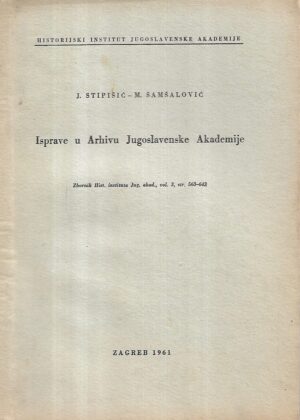 HISTORIJSKI INSTITUT JUGOSLAVENSKE AKADEMIJE
J. STIPIŠIĆ – M. ŠAMŠALOVIĆ
Isprave u Arhivu Jugoslavenske Akademije
Zbornik Hist. instituta Jug. akad., vol. 3, str. 563-643
ZAGREB 1961